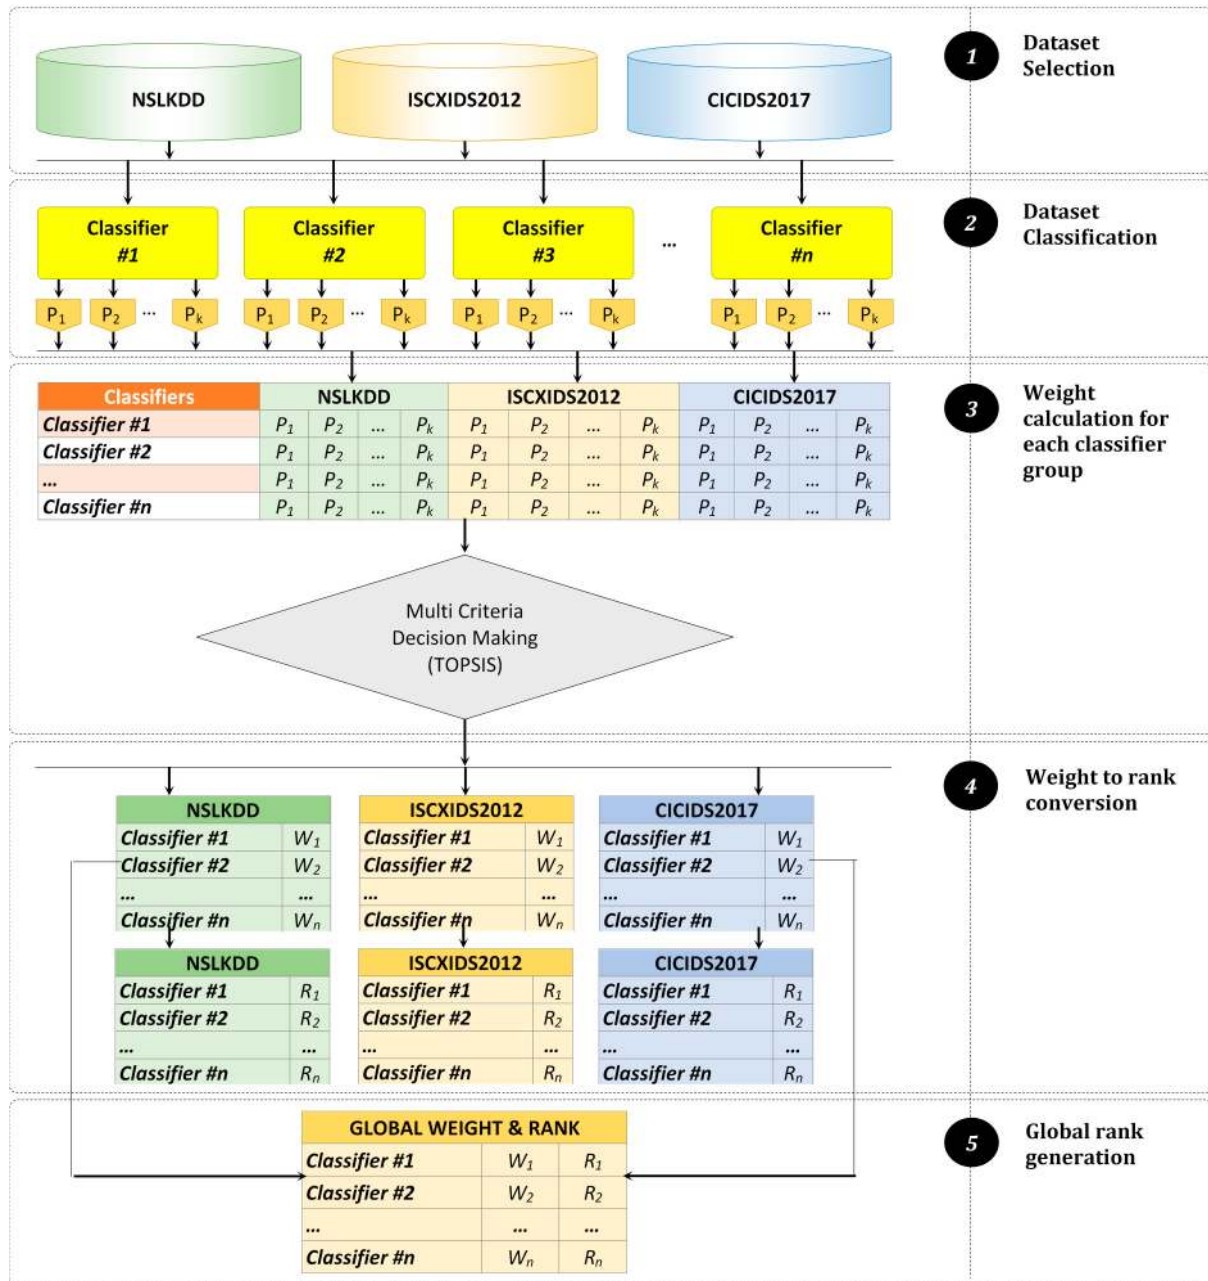 NSLKDD ISCXIDS2012 CICIDS2017
1 Dataset
Selection
Classifier Classifier Classifier Classifier
#1 #2 #3 ... #n
2 Dataset
Classification
P1 P2 ... Pk P1 P2 ... Pk P1 P2 ... Pk P1 P2 ... Pk
Classifiers NSLKDD ISCXIDS2012 CICIDS2017
Classifier #1 P1 P2 ... Pk P1 P2 ... Pk P1 P2 ... Pk
Classifier #2 P1 P2 ... Pk P1 P2 ... Pk P1 P2 ... Pk
... P1 P2 ... Pk P1 P2 ... Pk P1 P2 ... Pk
Classifier #n P1 P2 ... Pk P1 P2 ... Pk P1 P2 ... Pk
3 Weight
calculation for
each classifier
group
Multi Criteria
Decision Making
(TOPSIS)
4 Weight to rank
conversion
NSLKDD ISCXIDS2012 CICIDS2017
Classifier #1 W1 Classifier #1 W1 Classifier #1 W1
Classifier #2 W2 Classifier #2 W2 Classifier #2 W2
... ... ... ... ... ...
Classifier #n Wn Classifier #n Wn Classifier #n Wn
NSLKDD ISCXIDS2012 CICIDS2017
Classifier #1 R1 Classifier #1 R1 Classifier #1 R1
Classifier #2 R2 Classifier #2 R2 Classifier #2 R2
... ... ... ... ... ...
Classifier #n Rn Classifier #n Rn Classifier #n Rn
5 Global rank
generation
GLOBAL WEIGHT & RANK
Classifier #1 W1 R1
Classifier #2 W2 R2
... ... ...
Classifier #n Wn Rn